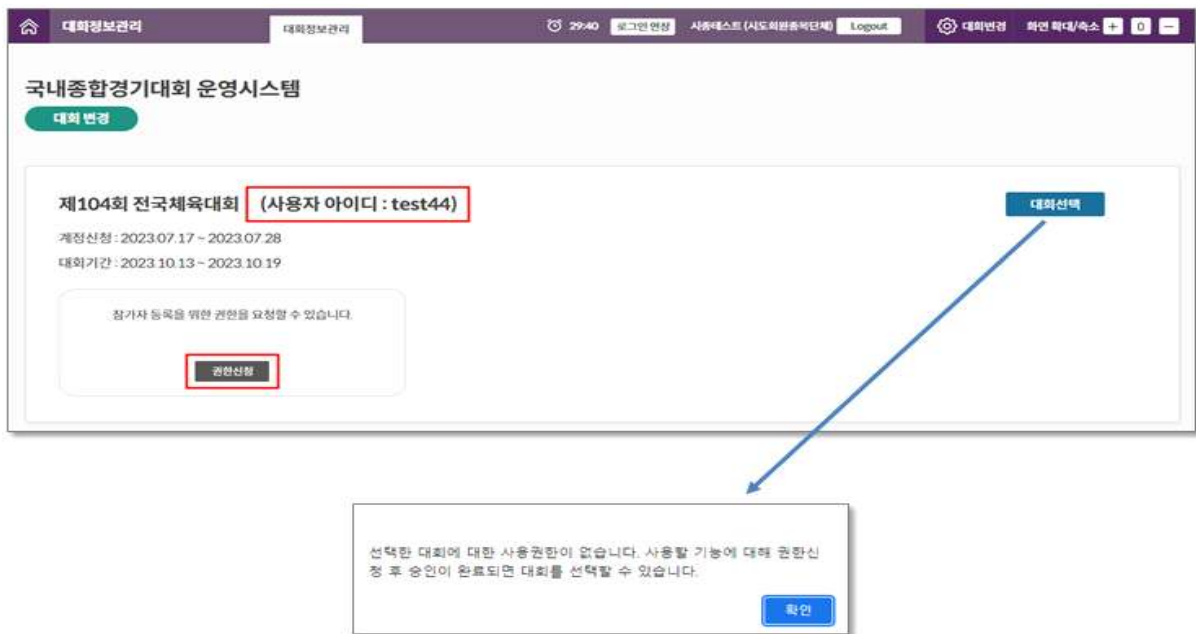 대회정보관리 대회정보관리 29:40 로그인 연장 시종테스트 (시도회원종목단체) Logout 대회변경 화면 확대/축소 + 0 −
국내종합경기대회 운영시스템
대회 변경
제104회 전국체육대회 (사용자 아이디 : test44) 대회선택
계정신청 : 2023.07.17 ~ 2023.07.28
대회기간 : 2023.10.13 ~ 2023.10.19
참가자 등록을 위한 권한을 요청할 수 있습니다.
권한신청
선택한 대회에 대한 사용권한이 없습니다. 사용할 기능에 대해 권한신
청 후 승인이 완료되면 대회를 선택할 수 있습니다.
확인